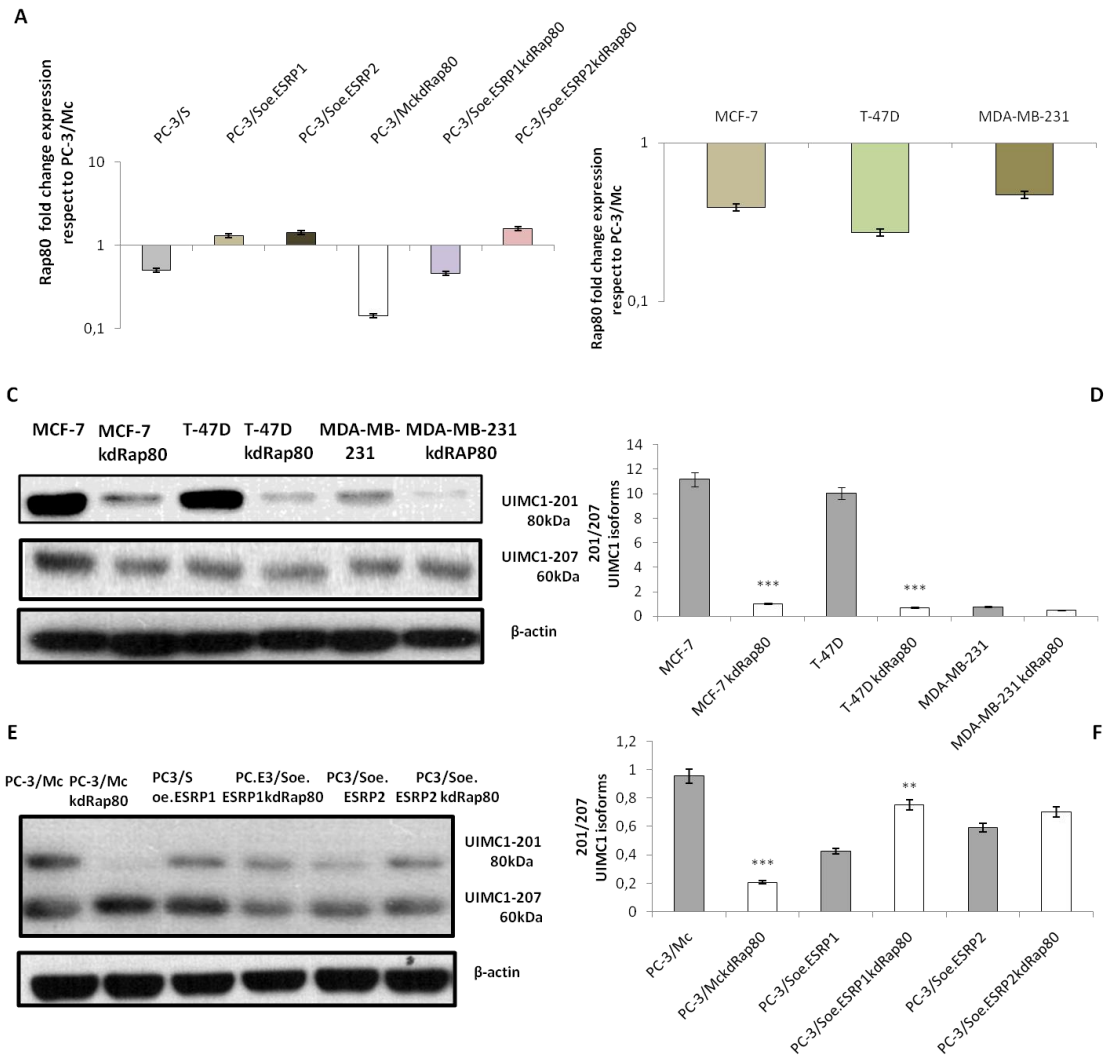 A
Rap80 fold change expression
respect to PC-3/Mc
PC-3/S
PC-3/Soe.ESRP1
PC-3/Soe.ESRP2
PC-3/MckdRap80
PC-3/Soe.ESRP1kdRap80
PC-3/Soe.ESRP2kdRap80
10
1
0,1
Rap80 fold change expression
respect to PC-3/Mc
MCF-7 T-47D MDA-MB-231
1
0,1
C
MCF-7
MCF-7
kdRap80
T-47D
T-47D
kdRap80
MDA-MB-
231
MDA-MB-231
kdRAP80
UIMC1-201
80kDa
UIMC1-207
60kDa
β-actin
D
201/207
UIMC1 isoforms
14
12
10
8
6
4
2
0
***
***
MCF-7
MCF-7 kdRap80
T-47D
T-47D kdRap80
MDA-MB-231
MDA-MB-231 kdRap80
E
PC-3/Mc
PC-3/Mc
kdRap80
PC3/S
oe.ESRP1
PC.E3/Soe.
ESRP1kdRap80
PC3/Soe.
ESRP2
PC3/Soe.
ESRP2 kdRap80
UIMC1-201
80kDa
UIMC1-207
60kDa
β-actin
F
201/207
UIMC1 isoforms
1,2
1
0,8
0,6
0,4
0,2
0
***
**
PC-3/Mc
PC-3/MckdRap80
PC-3/Soe.ESRP1
PC-3/Soe.ESRP1kdRap80
PC-3/Soe.ESRP2
PC-3/Soe.ESRP2kdRap80